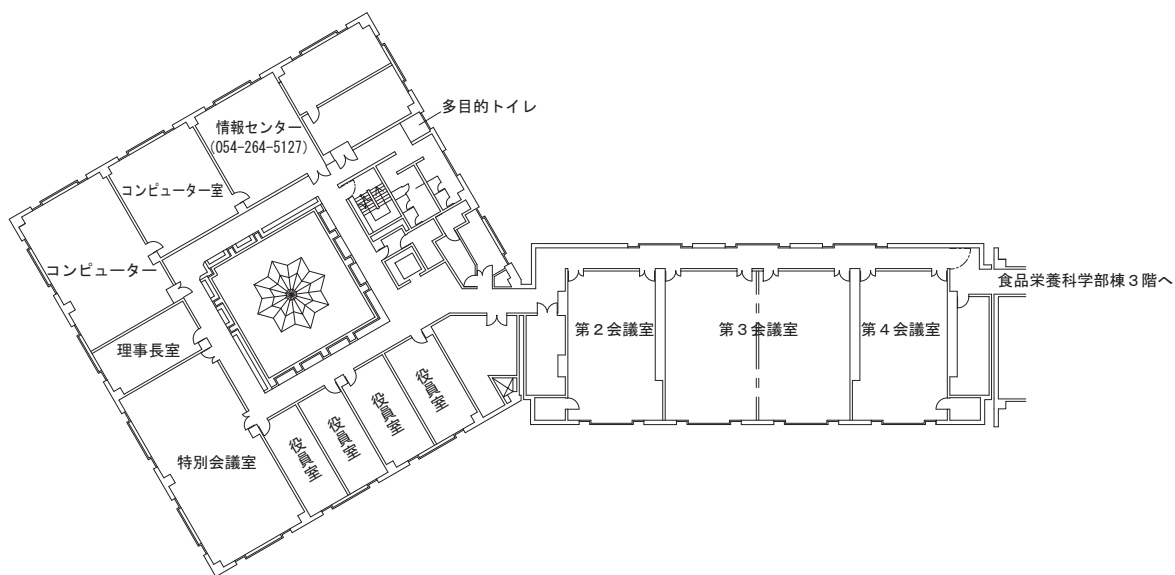 多目的トイレ
情報センター
(054-264-5127)
コンピューター室
コンピューター
理事長室
特別会議室
役員室
役員室
役員室
役員室
第２会議室
第３会議室
第４会議室
食品栄養科学部棟３階へ